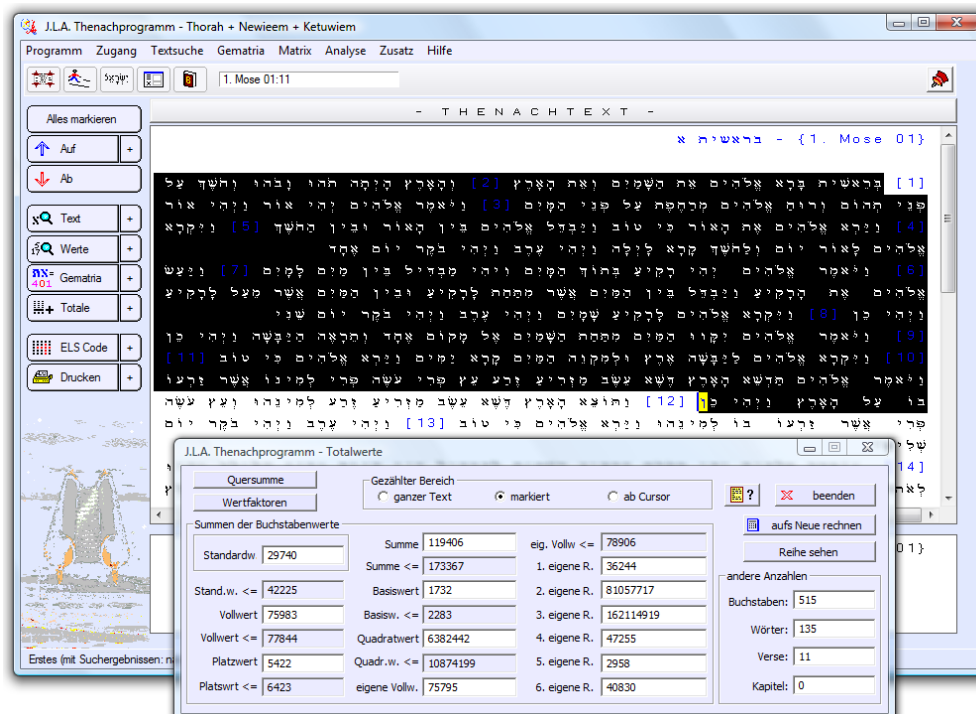 J.L.A. Thenachprogramm - Thorah + Newieem + Ketuwiem
Programm Zugang Textsuche Gematria Matrix Analyse Zusatz Hilfe
1. Mose 01:11
Alles markieren
- THENACHTEXT -
Auf +
Ab
Text +
Werte +
את= 401 Gematria +
Totale +
ELS Code +
Drucken +
{1. Mose 01} - בראשית א
[1] בְּרֵאשִׁית בָּרָא אֱלֹהִים אֵת הַשָּׁמַיִם וְאֵת הָאָרֶץ [2] וְהָאָרֶץ הָיְתָה תֹהוּ וָבֹהוּ וְחֹשֶׁךְ עַל
פְּנֵי תְהוֹם וְרוּחַ אֱלֹהִים מְרַחֶפֶת עַל פְּנֵי הַמָּיִם [3] וַיֹּאמֶר אֱלֹהִים יְהִי אוֹר וַיְהִי אוֹר
[4] וַיַּרְא אֱלֹהִים אֶת הָאוֹר כִּי טוֹב וַיַּבְדֵּל אֱלֹהִים בֵּין הָאוֹר וּבֵין הַחֹשֶׁךְ [5] וַיִּקְרָא
אֱלֹהִים לָאוֹר יוֹם וְלַחֹשֶׁךְ קָרָא לָיְלָה וַיְהִי עֶרֶב וַיְהִי בֹקֶר יוֹם אֶחָד
[6] וַיֹּאמֶר אֱלֹהִים יְהִי רָקִיעַ בְּתוֹךְ הַמָּיִם וִיהִי מַבְדִּיל בֵּין מַיִם לָמָיִם [7] וַיַּעַשׂ
אֱלֹהִים אֶת הָרָקִיעַ וַיַּבְדֵּל בֵּין הַמַּיִם אֲשֶׁר מִתַּחַת לָרָקִיעַ וּבֵין הַמַּיִם אֲשֶׁר מֵעַל לָרָקִיעַ
וַיְהִי כֵן [8] וַיִּקְרָא אֱלֹהִים לָרָקִיעַ שָׁמָיִם וַיְהִי עֶרֶב וַיְהִי בֹקֶר יוֹם שֵׁנִי
[9] וַיֹּאמֶר אֱלֹהִים יִקָּווּ הַמַּיִם מִתַּחַת הַשָּׁמַיִם אֶל מָקוֹם אֶחָד וְתֵרָאֶה הַיַּבָּשָׁה וַיְהִי כֵן
[10] וַיִּקְרָא אֱלֹהִים לַיַּבָּשָׁה אֶרֶץ וּלְמִקְוֵה הַמַּיִם קָרָא יַמִּים וַיַּרְא אֱלֹהִים כִּי טוֹב [11]
וַיֹּאמֶר אֱלֹהִים תַּדְשֵׁא הָאָרֶץ דֶּשֶׁא עֵשֶׂב מַזְרִיעַ זֶרַע עֵץ פְּרִי עֹשֶׂה פְּרִי לְמִינוֹ אֲשֶׁר זַרְעוֹ
בוֹ עַל הָאָרֶץ וַיְהִי כֵן [12] וַתּוֹצֵא הָאָרֶץ דֶּשֶׁא עֵשֶׂב מַזְרִיעַ זֶרַע לְמִינֵהוּ וְעֵץ עֹשֶׂה
פְּרִי אֲשֶׁר זַרְעוֹ בוֹ לְמִינֵהוּ וַיַּרְא אֱלֹהִים כִּי טוֹב [13] וַיְהִי עֶרֶב וַיְהִי בֹקֶר יוֹם
Erstes (mit Suchergebnissen:
J.L.A. Thenachprogramm - Totalwerte
Quersumme
Wertfaktoren
Gezählter Bereich
ganzer Text markiert ab Cursor
?
beenden
aufs Neue rechnen
Reihe sehen
Summen der Buchstabenwerte
Standardw 29740
Stand.w. <= 42225
Vollwert 75983
Vollwert <= 77844
Platzwert 5422
Platswrt <= 6423
Summe 119406
Summe <= 173367
Basiswert 1732
Basisw. <= 2283
Quadratwert 6382442
Quadr.w. <= 10874199
eigene Vollw. 75795
eig. Vollw <= 78906
1. eigene R. 36244
2. eigene R. 81057717
3. eigene R. 162114919
4. eigene R. 47255
5. eigene R. 2958
6. eigene R. 40830
andere Anzahlen
Buchstaben: 515
Wörter: 135
Verse: 11
Kapitel: 0